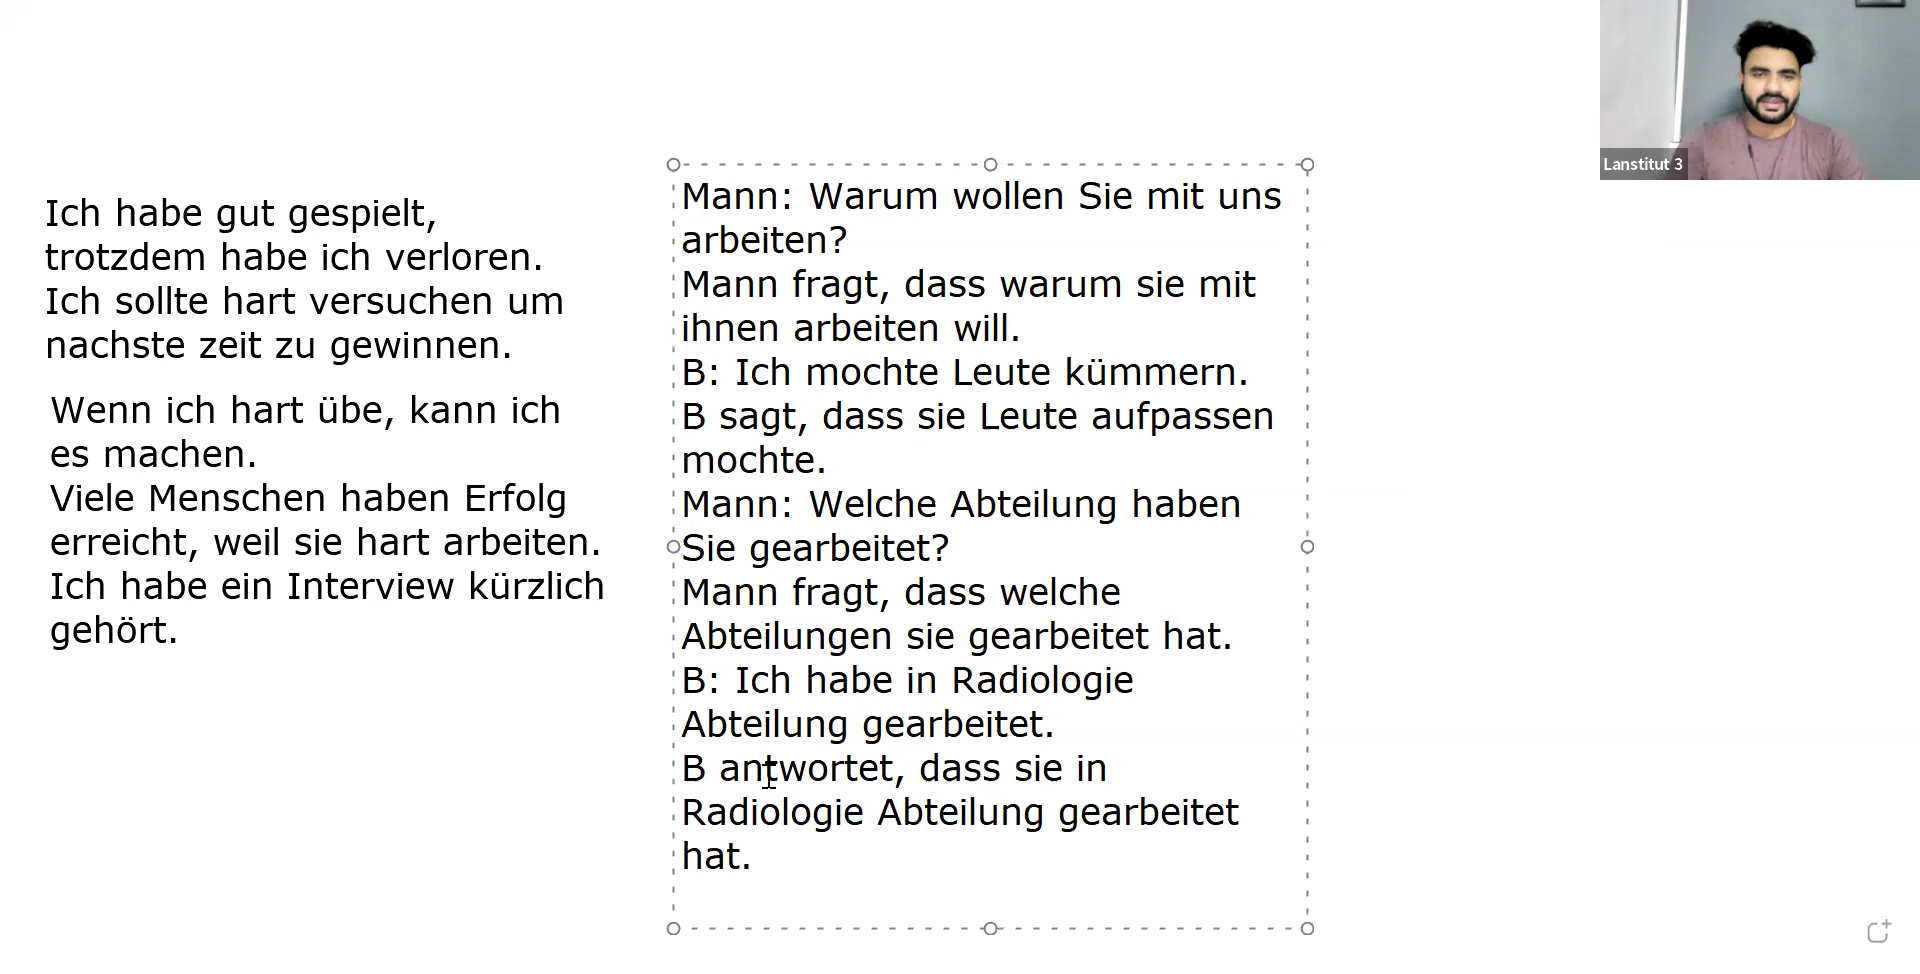 Ich habe gut gespielt,
trotzdem habe ich verloren.
Ich sollte hart versuchen um
nachste zeit zu gewinnen.
Wenn ich hart übe, kann ich
es machen.
Viele Menschen haben Erfolg
erreicht, weil sie hart arbeiten.
Ich habe ein Interview kürzlich
gehört.
Mann: Warum wollen Sie mit uns
arbeiten?
Mann fragt, dass warum sie mit
ihnen arbeiten will.
B: Ich mochte Leute kümmern.
B sagt, dass sie Leute aufpassen
mochte.
Mann: Welche Abteilung haben
Sie gearbeitet?
Mann fragt, dass welche
Abteilungen sie gearbeitet hat.
B: Ich habe in Radiologie
Abteilung gearbeitet.
B antwortet, dass sie in
Radiologie Abteilung gearbeitet
hat.
Lanstitut 3